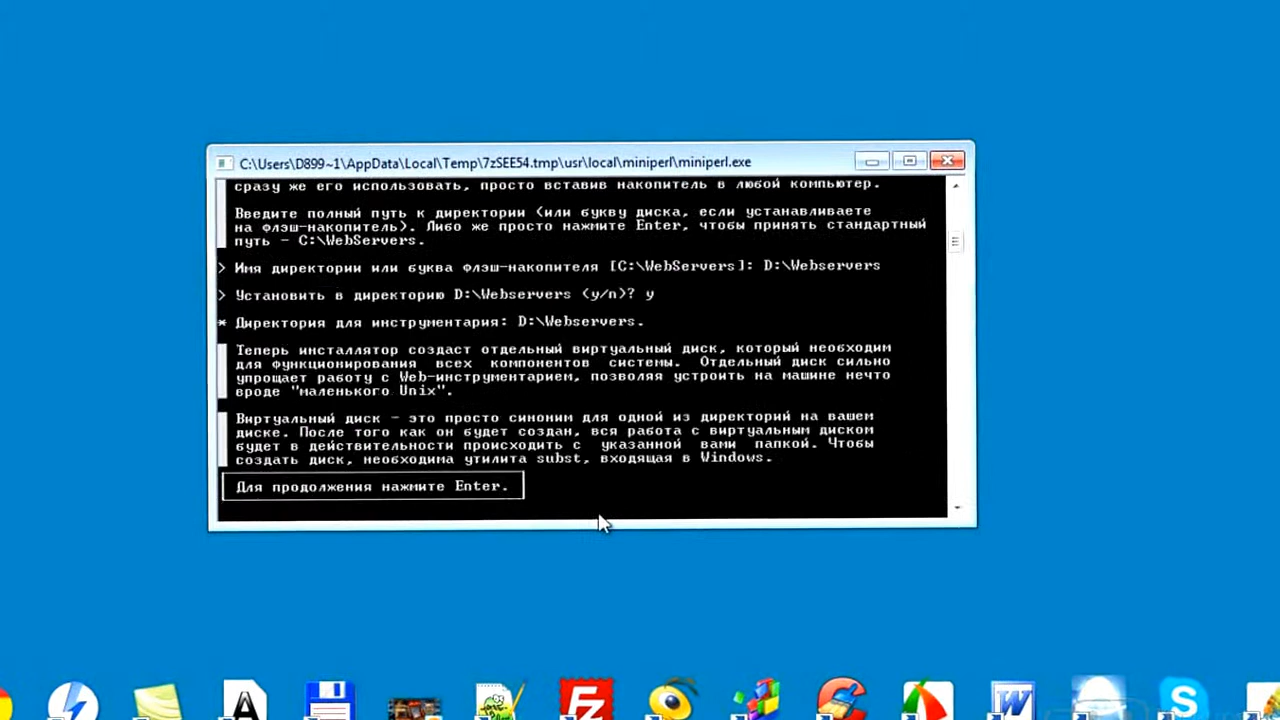 C:\Users\D899~1\AppData\Local\Temp\7zSEE54.tmp\usr\local\miniperl\miniperl.exe
сразу же его использовать, просто вставив накопитель в любой компьютер.
Введите полный путь к директории (или букву диска, если устанавливаете
на флэш-накопитель). Либо же просто нажмите Enter, чтобы принять стандартный
путь - C:\WebServers.
> Имя директории или буква флэш-накопителя [C:\WebServers]: D:\Webservers
> Установить в директорию D:\Webservers (y/n)? y
* Директория для инструментария: D:\Webservers.
Теперь инсталлятор создаст отдельный виртуальный диск, который необходим
для функционирования всех компонентов системы. Отдельный диск сильно
упрощает работу с Web-инструментарием, позволяя устроить на машине нечто
вроде "маленького Unix".
Виртуальный диск - это просто синоним для одной из директорий на вашем
диске. После того как он будет создан, вся работа с виртуальным диском
будет в действительности происходить с указанной вами папкой. Чтобы
создать диск, необходима утилита subst, входящая в Windows.
Для продолжения нажмите Enter.